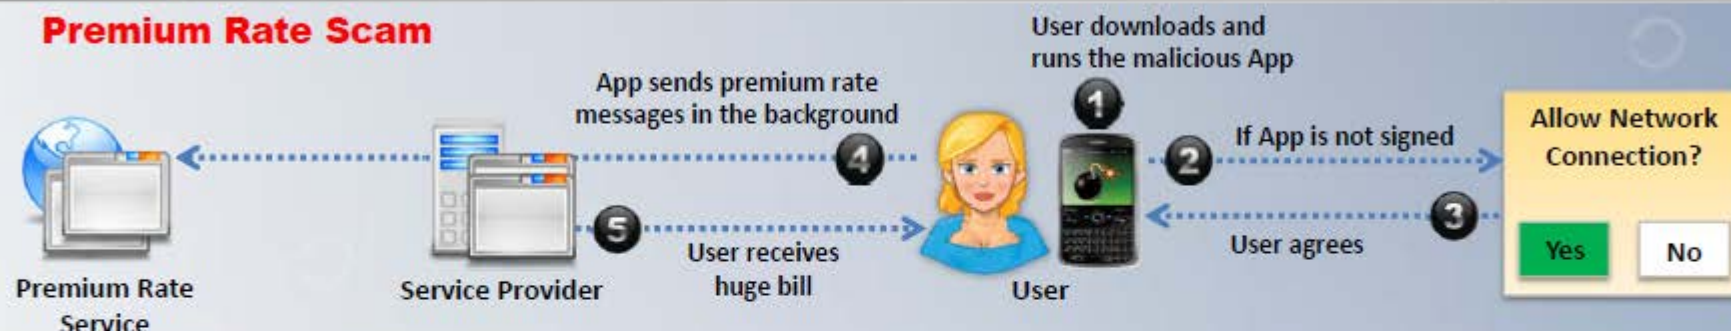 Premium Rate Scam
User downloads and
runs the malicious App
1
App sends premium rate
messages in the background
4
2
If App is not signed
Allow Network
Connection?
3
User agrees
Yes
No
5
User receives
huge bill
Premium Rate
Service
Service Provider
User